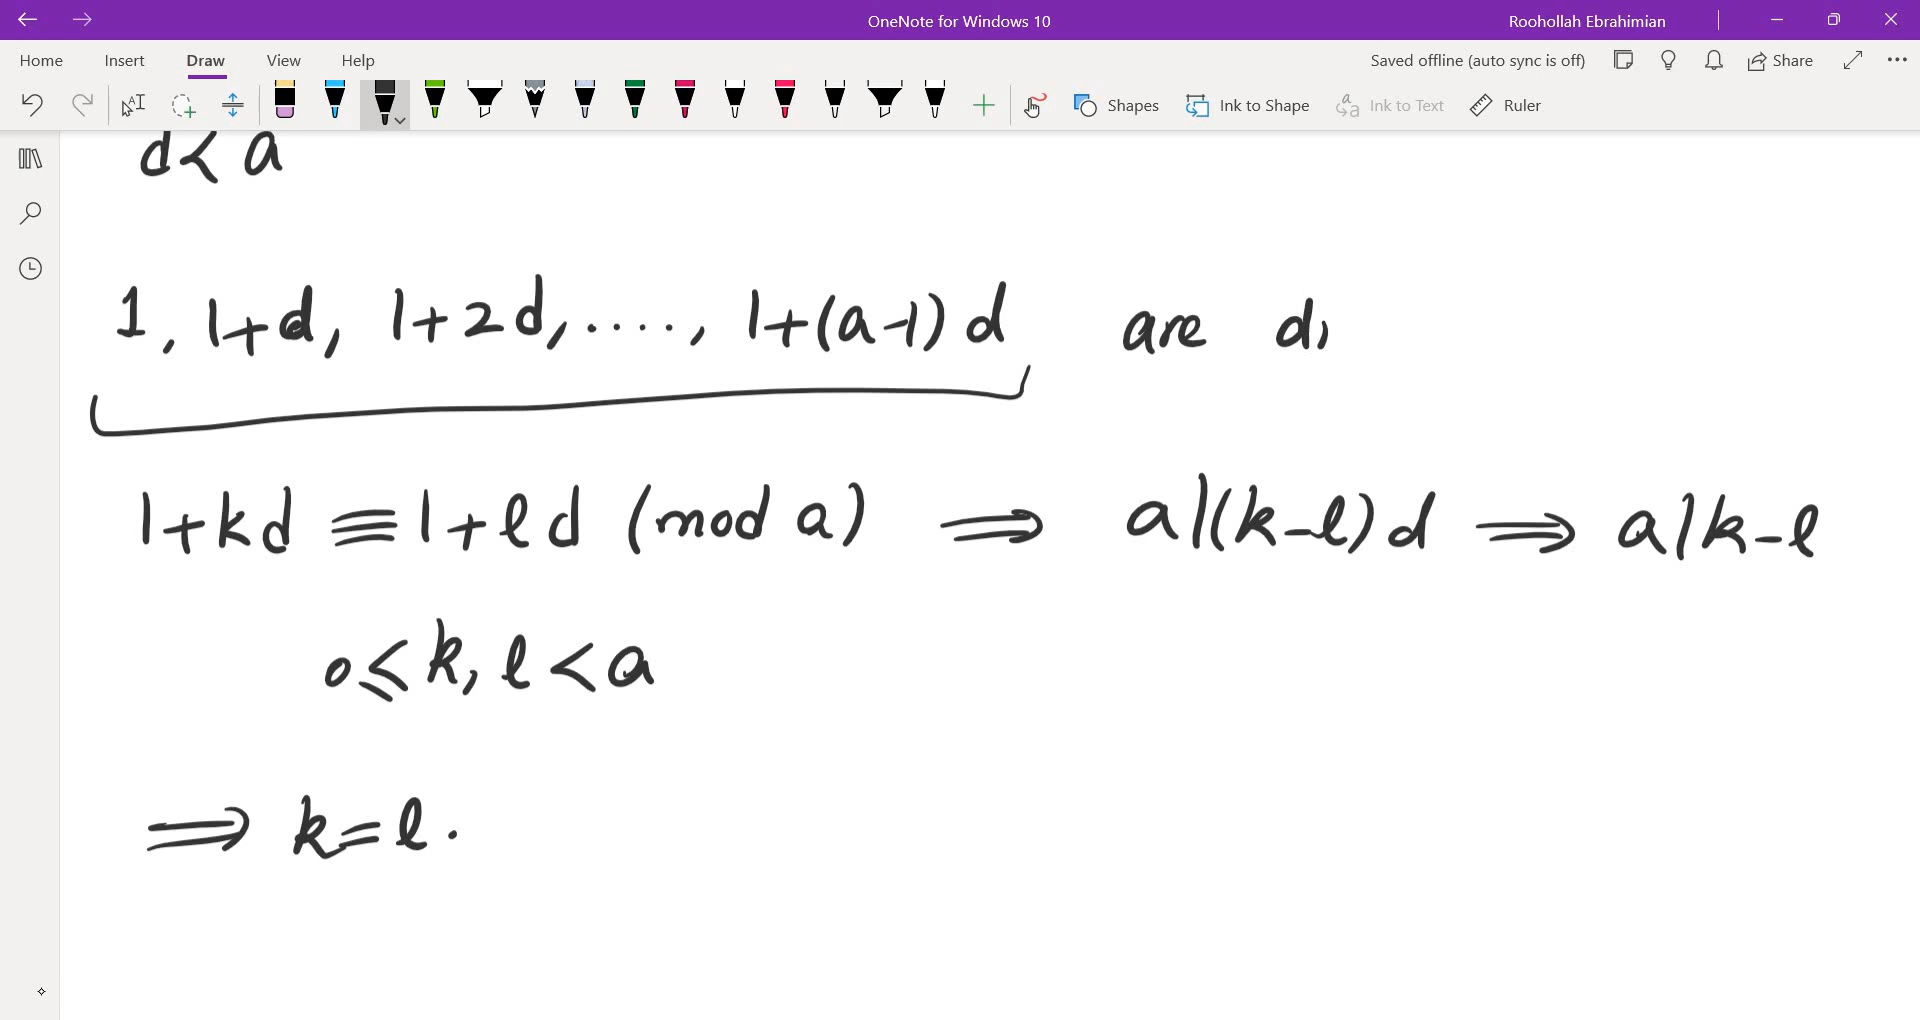 OneNote for Windows 10
Roohollah Ebrahimian
Home Insert Draw View Help
Saved offline (auto sync is off) Share
Shapes Ink to Shape Ink to Text Ruler
d < a
1, 1+d, 1+2d, ...., 1+(a-1)d are di
1+kd ≡ 1+ld (mod a) ⟹ a|(k-l)d ⟹ a|k-l
0 ≤ k, l < a
⟹ k=l.